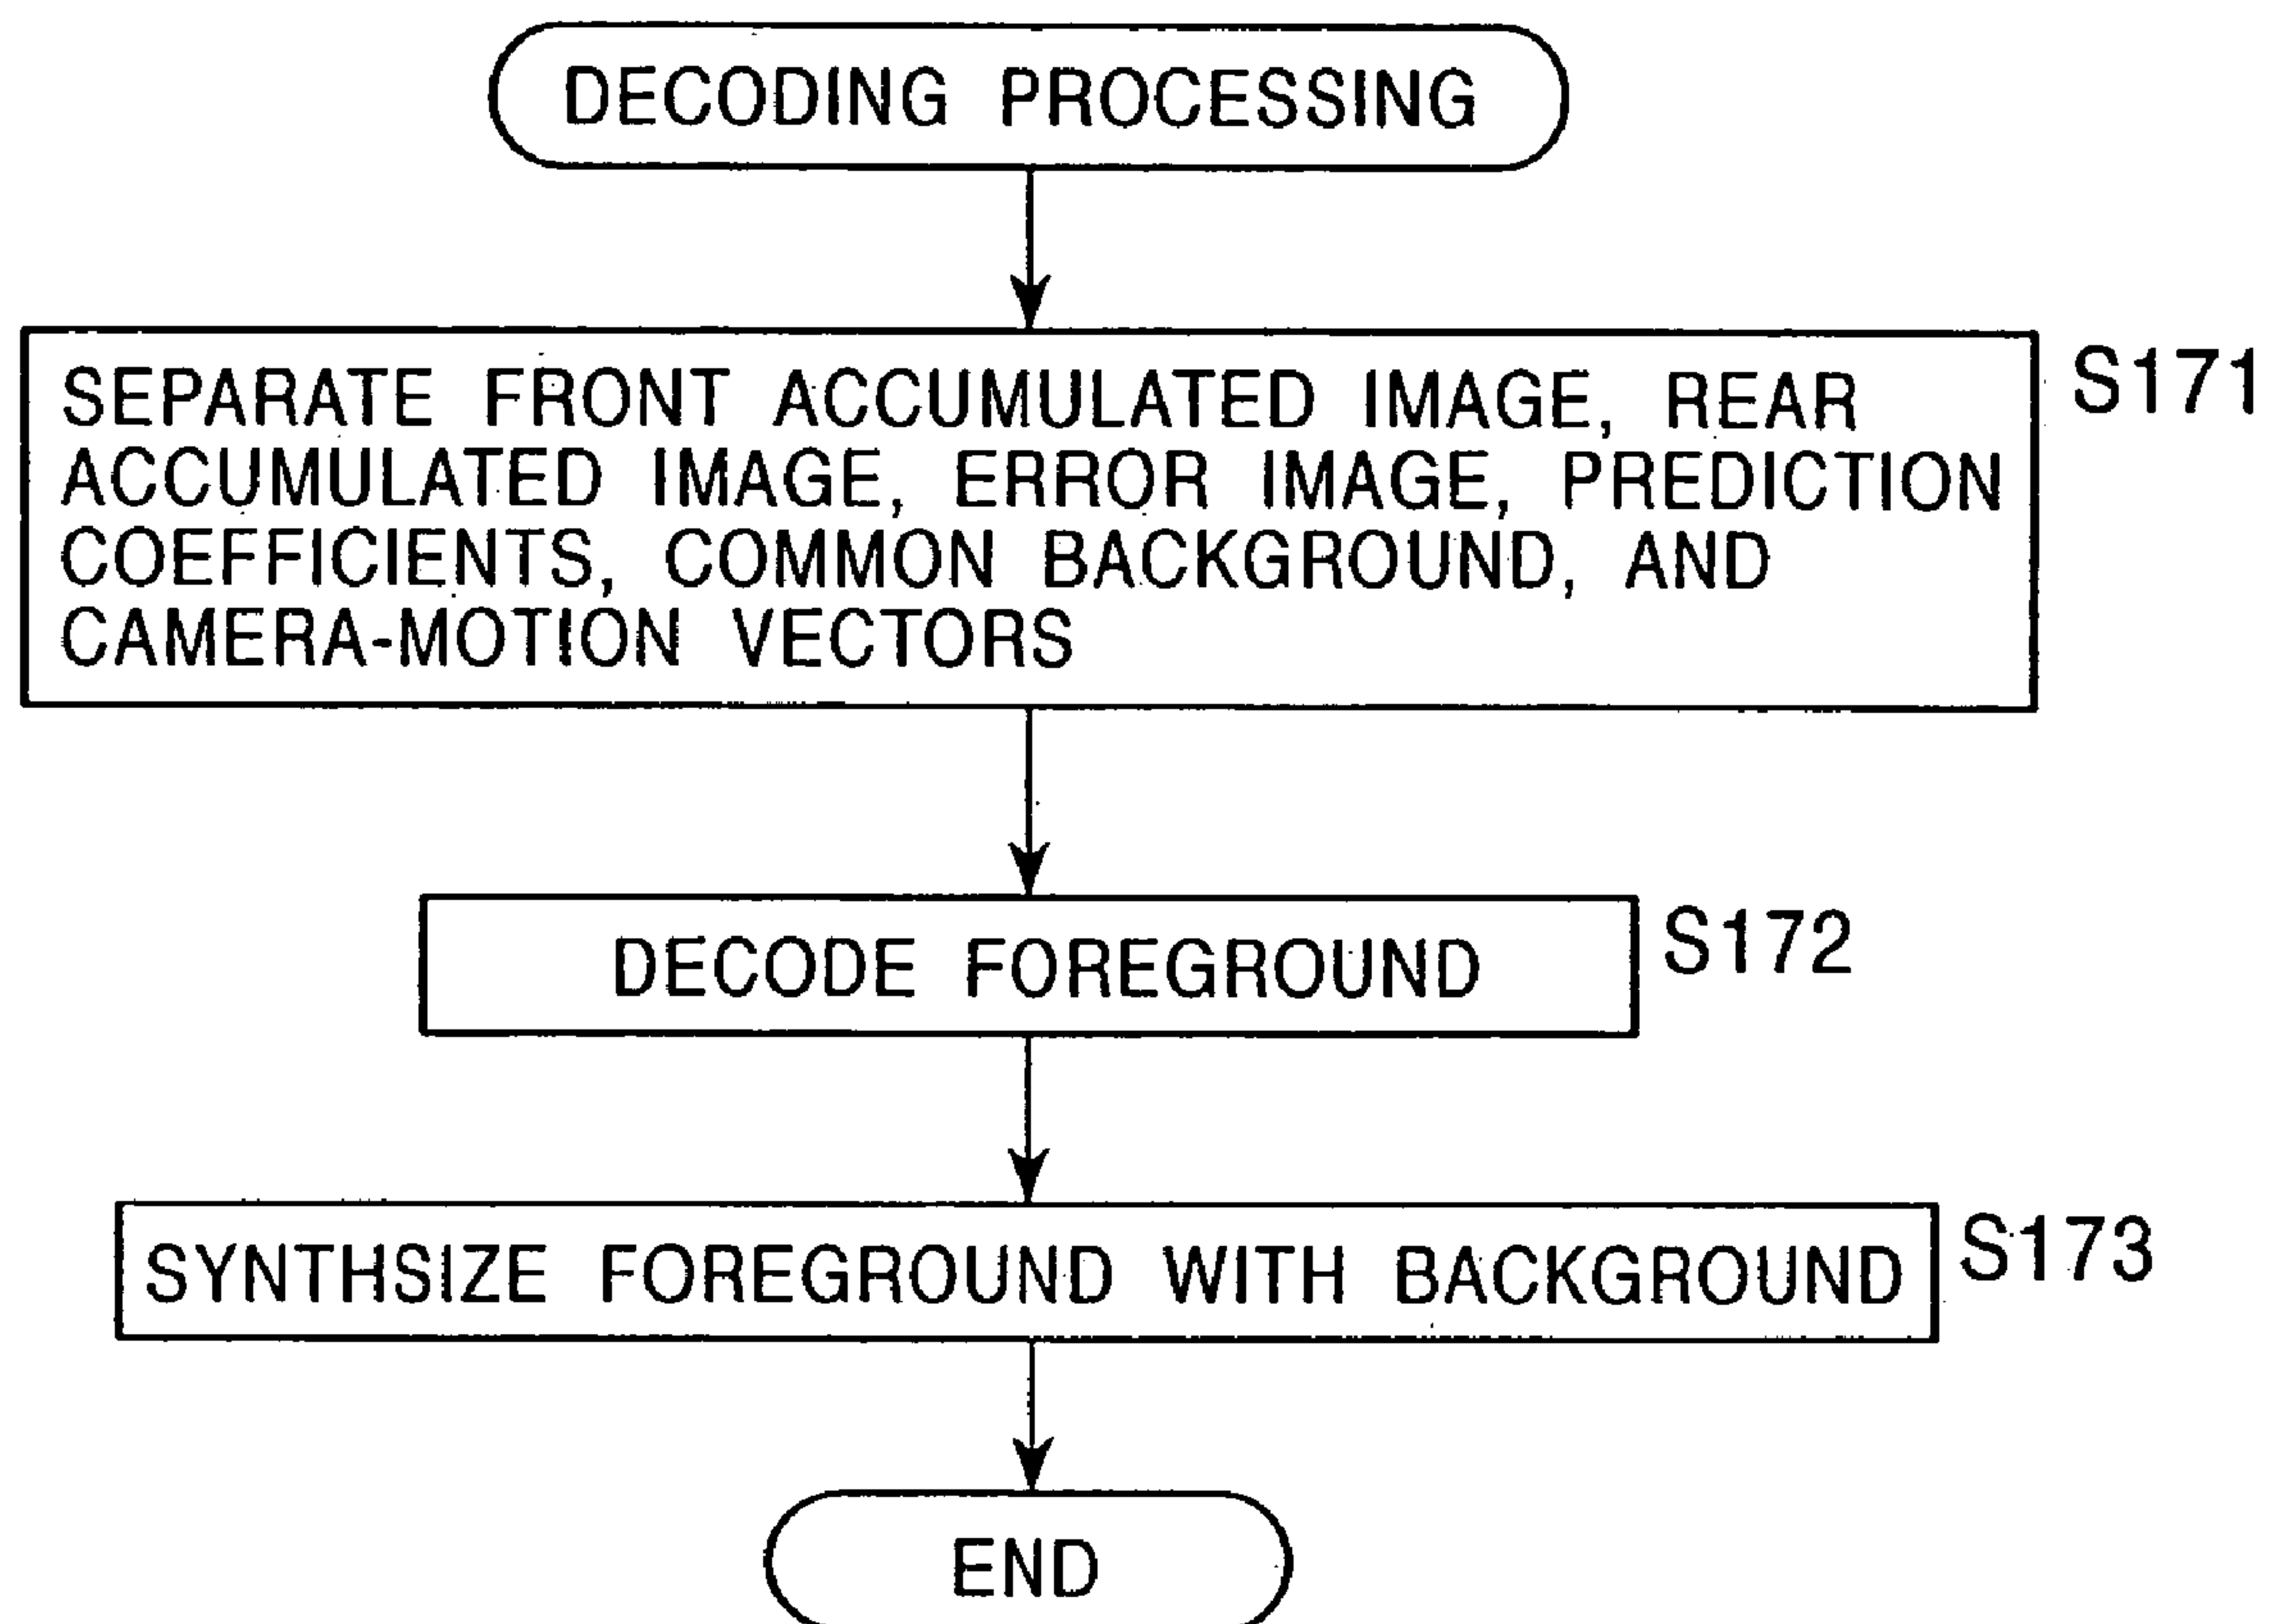 DECODING PROCESSING
SEPARATE FRONT ACCUMULATED IMAGE, REAR
ACCUMULATED IMAGE, ERROR IMAGE, PREDICTION
COEFFICIENTS, COMMON BACKGROUND, AND
CAMERA-MOTION VECTORS
S171
DECODE FOREGROUND
S172
SYNTHSIZE FOREGROUND WITH BACKGROUND
S173
END